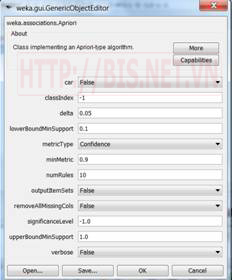 weka.gui.GenericObjectEditor
weka.associations.Apriori
About
Class implementing an Apriori-type algorithm.
More
Capabilities
HTTP://BIS.NET.VN
car False
classIndex -1
delta 0.05
lowerBoundMinSupport 0.1
metricType Confidence
minMetric 0.9
numRules 10
outputItemSets False
removeAllMissingCols False
significanceLevel -1.0
upperBoundMinSupport 1.0
verbose False
Open... Save... OK Cancel